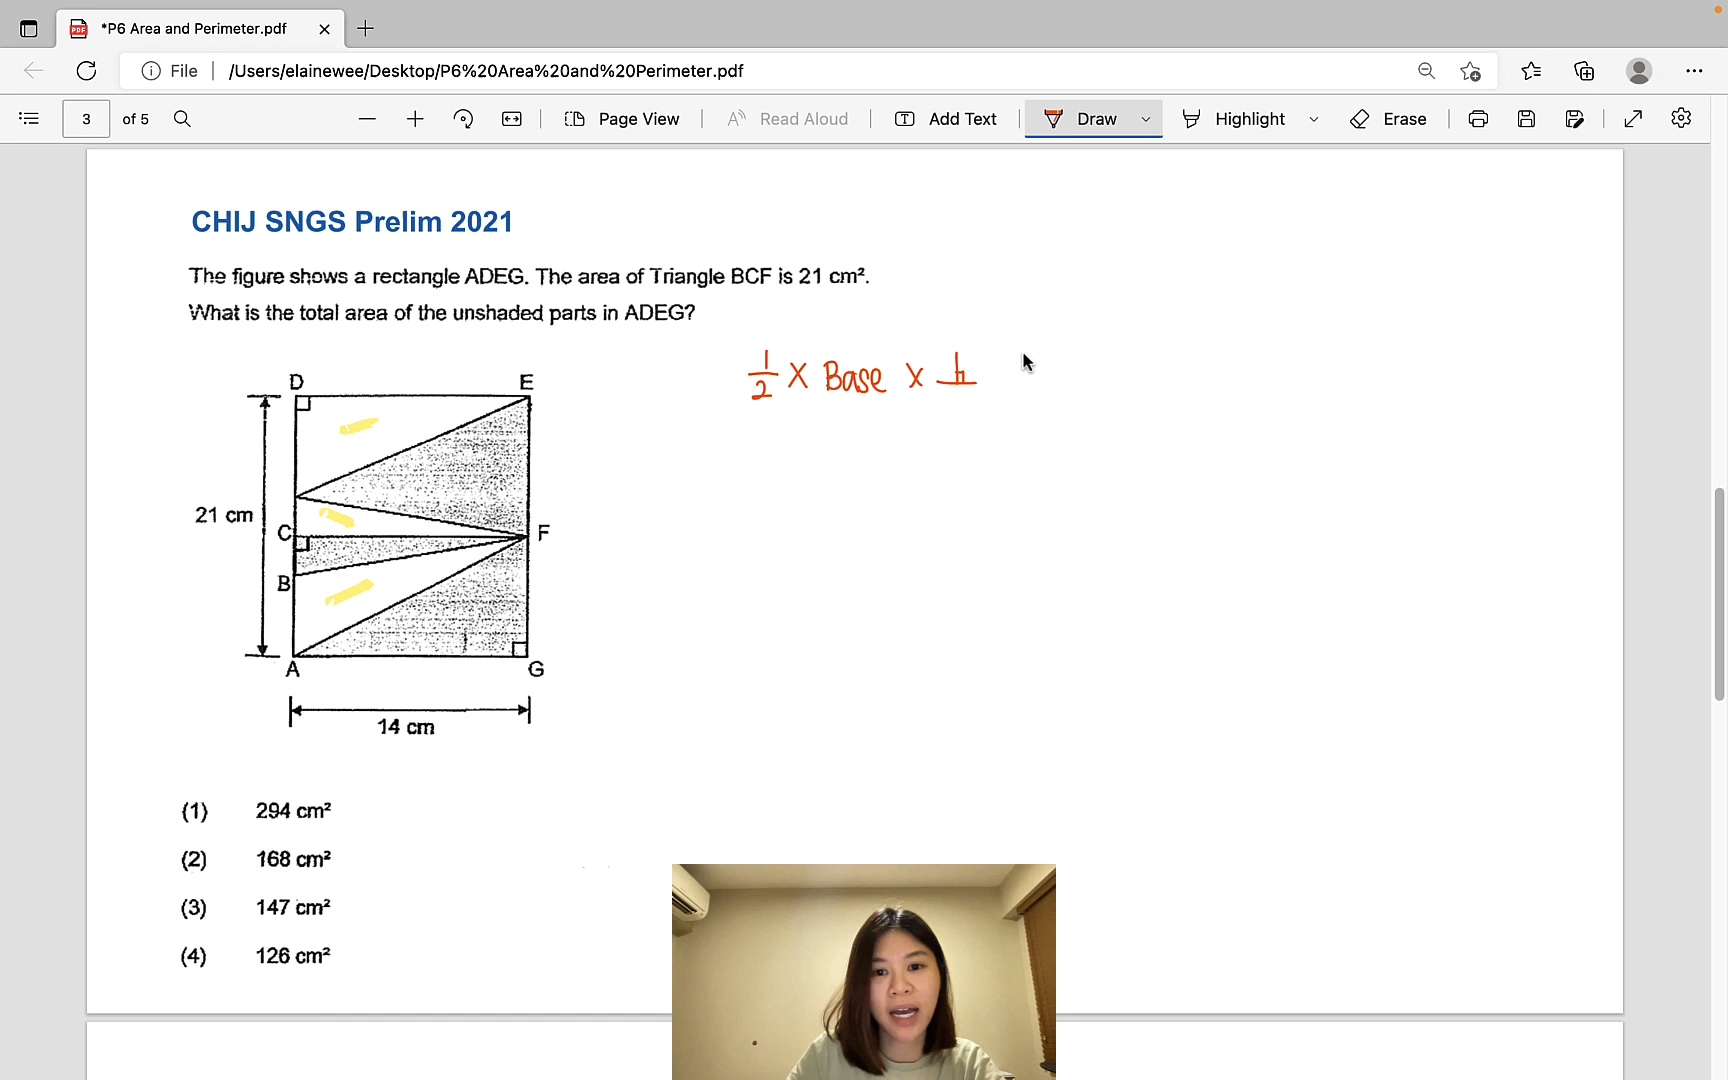 *P6 Area and Perimeter.pdf
File /Users/elainewee/Desktop/P6%20Area%20and%20Perimeter.pdf
3 of 5 Page View Read Aloud Add Text Draw Highlight Erase
CHIJ SNGS Prelim 2021
The figure shows a rectangle ADEG. The area of Triangle BCF is 21 cm².
What is the total area of the unshaded parts in ADEG?
1/2 × Base × h
D E
21 cm C F
B
A G
14 cm
(1) 294 cm²
(2) 168 cm²
(3) 147 cm²
(4) 126 cm²